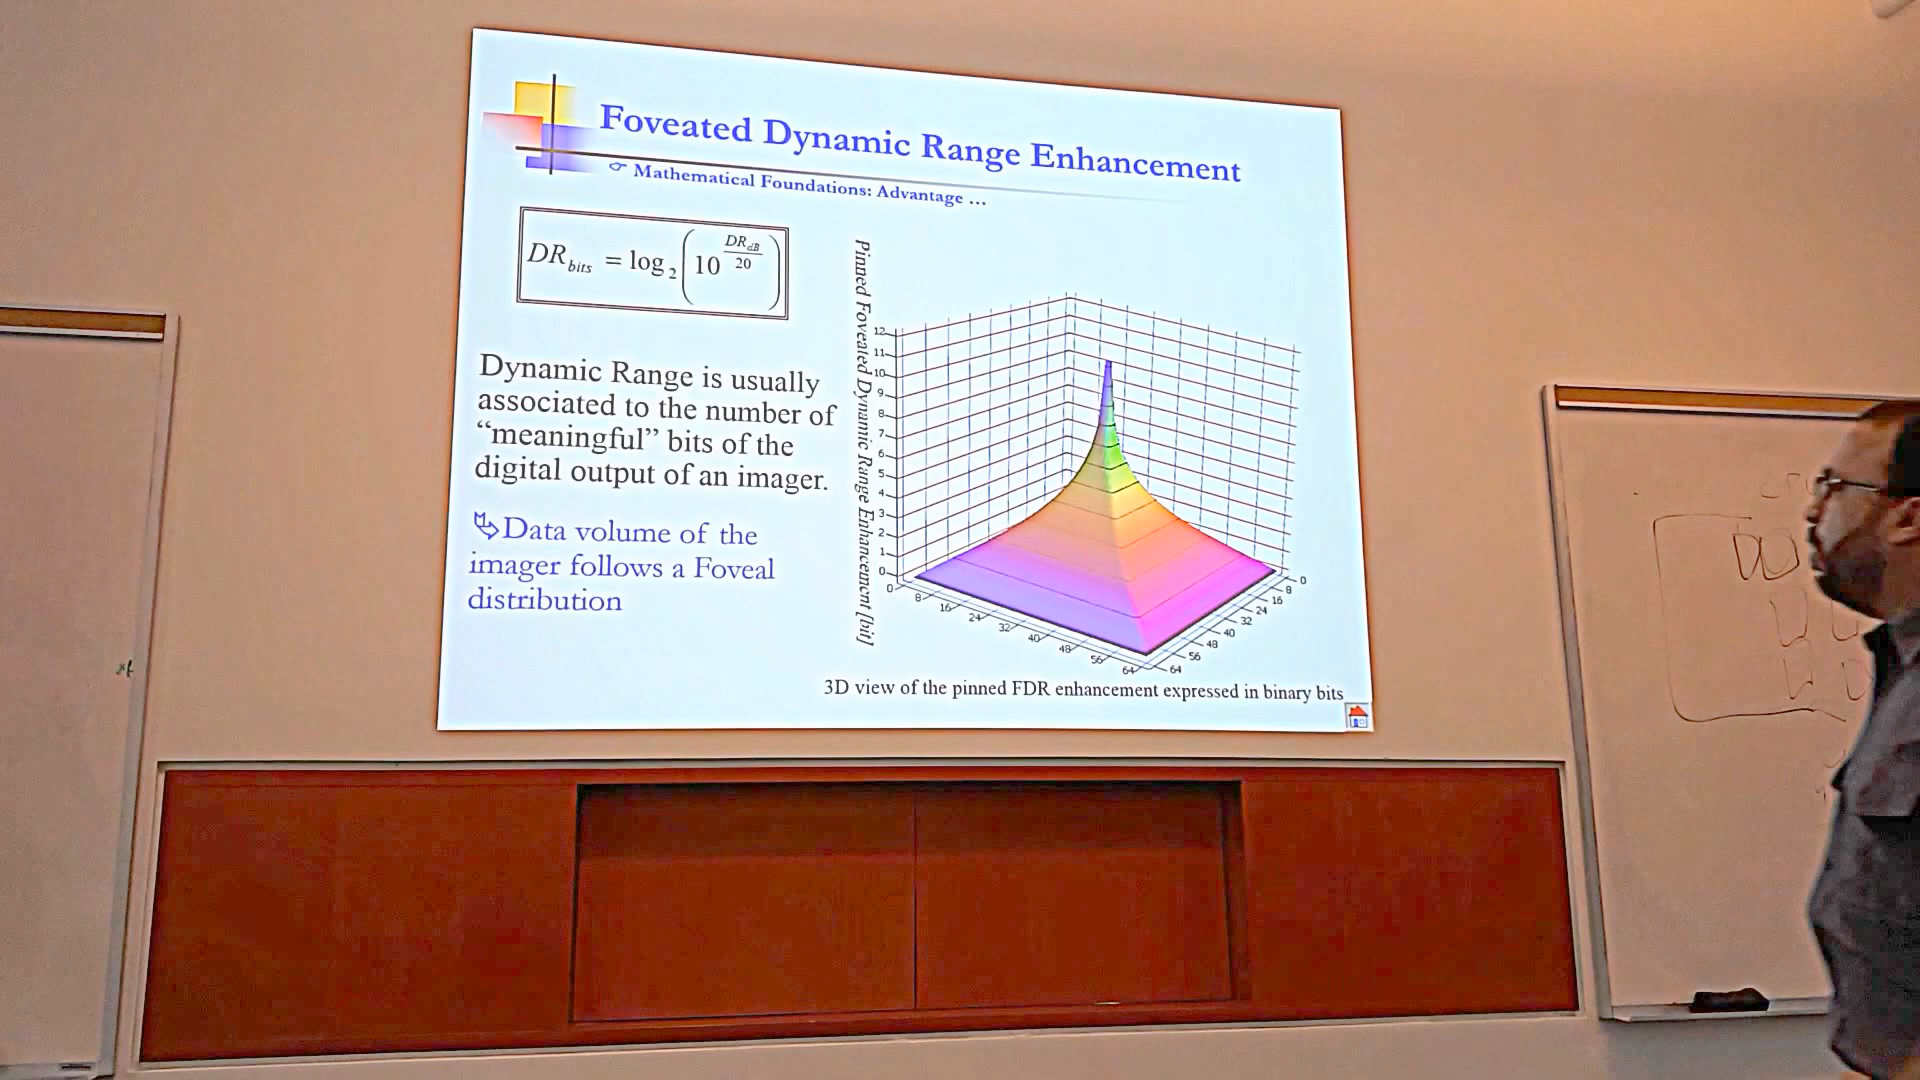 Foveated Dynamic Range Enhancement
☞ Mathematical Foundations: Advantage ...
DR_bits = log_2(10^(DR_dB/20))
Dynamic Range is usually
associated to the number of
“meaningful” bits of the
digital output of an imager.
Data volume of the
imager follows a Foveal
distribution
Pinned Foveated Dynamic Range Enhancement [bit]
12
11
10
9
8
7
6
5
4
3
2
1
0
0 8 16 24 32 40 48 56 64
0 8 16 24 32 40 48 56 64
3D view of the pinned FDR enhancement expressed in binary bits